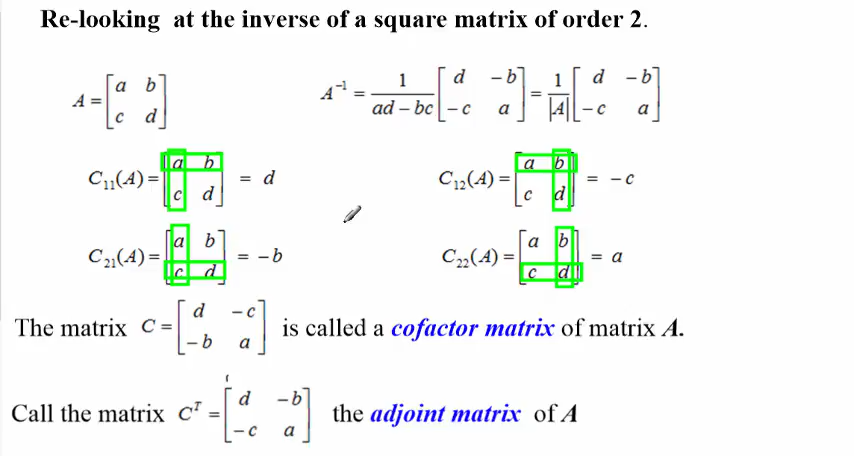 Re-looking at the inverse of a square matrix of order 2.
A = [a b; c d]    A⁻¹ = 1/(ad − bc) [d −b; −c a] = 1/|A| [d −b; −c a]
C₁₁(A) = [a b; c d] = d    C₁₂(A) = [a b; c d] = −c
C₂₁(A) = [a b; c d] = −b    C₂₂(A) = [a b; c d] = a
The matrix C = [d −c; −b a] is called a cofactor matrix of matrix A.
Call the matrix Cᵀ = [d −b; −c a] the adjoint matrix of A